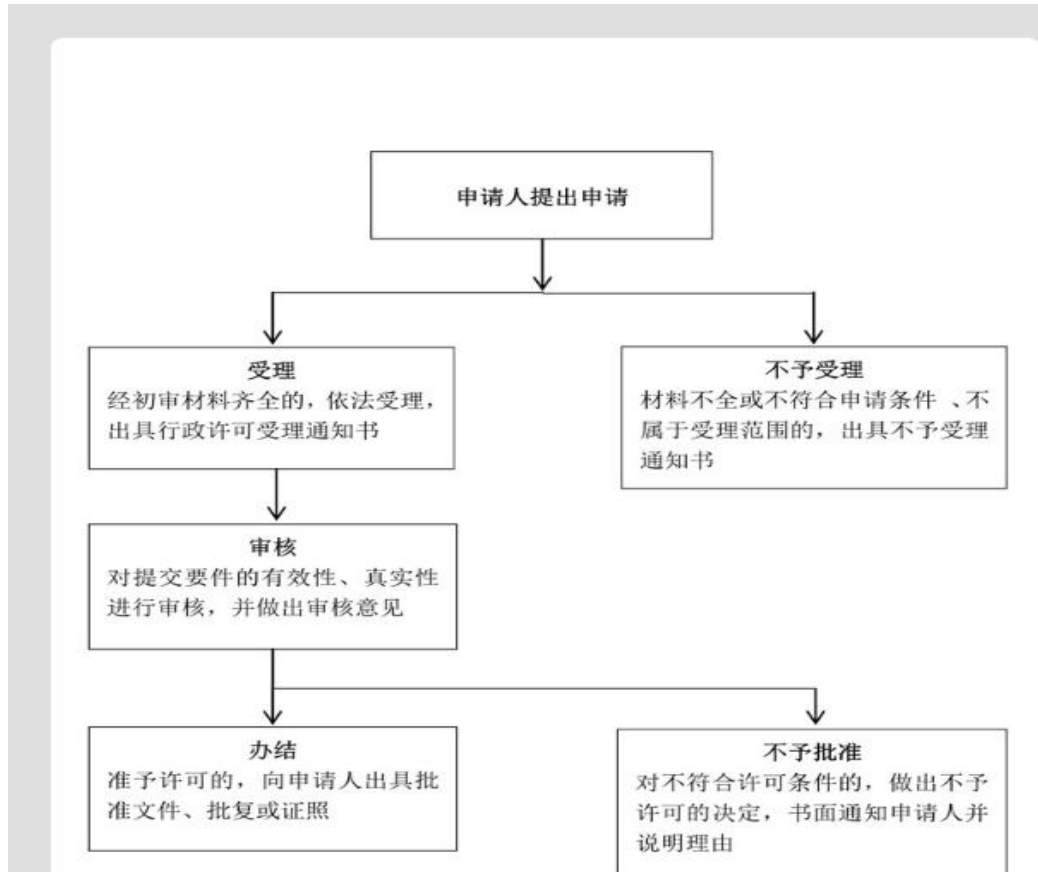 申请人提出申请
受理
经初审材料齐全的，依法受理，
出具行政许可受理通知书
不予受理
材料不全或不符合申请条件 、不
属于受理范围的，出具不予受理
通知书
审核
对提交要件的有效性、真实性
进行审核，并做出审核意见
办结
准予许可的，向申请人出具批
准文件、批复或证照
不予批准
对不符合许可条件的，做出不予
许可的决定，书面通知申请人并
说明理由